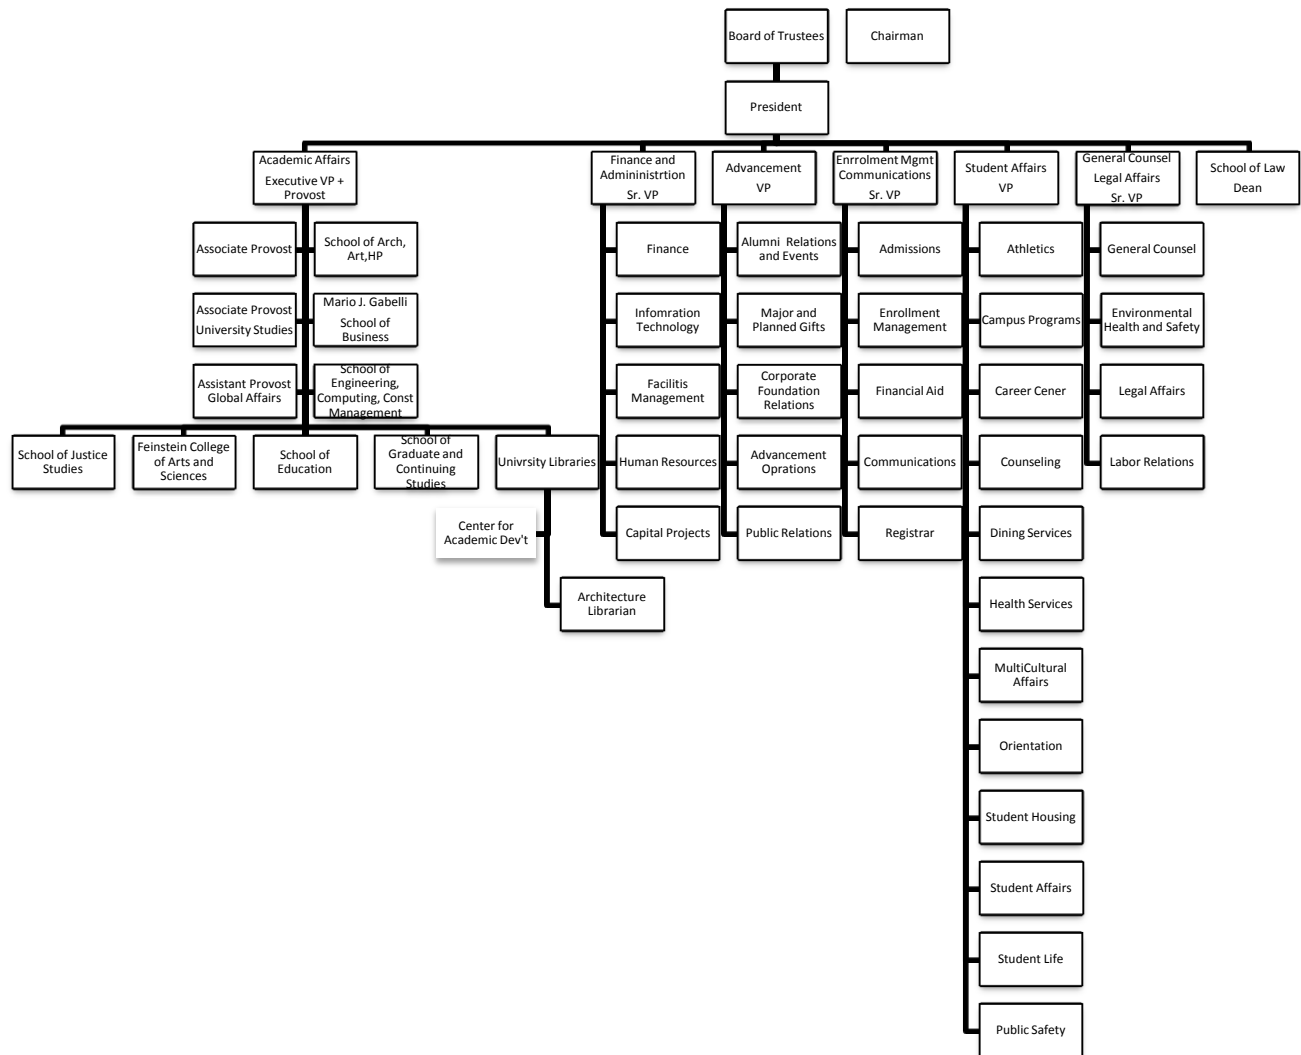 Board of Trustees
Chairman
President
Academic Affairs
Executive VP +
Provost
Finance and
Admininistrtion
Sr. VP
Advancement
VP
Enrrolment Mgmt
Communications
Sr. VP
Student Affairs
VP
General Counsel
Legal Affairs
Sr. VP
School of Law
Dean
Associate Provost
School of Arch,
Art,HP
Finance
Alumni Relations
and Events
Admissions
Athletics
General Counsel
Associate Provost
University Studies
Mario J. Gabelli
School of
Business
Infomration
Technology
Major and
Planned Gifts
Enrollment
Management
Campus Programs
Environmental
Health and Safety
Assistant Provost
Global Affairs
School of
Engineering,
Computing, Const
Management
Facilitis
Management
Corporate
Foundation
Relations
Financial Aid
Career Cener
Legal Affairs
School of Justice
Studies
Feinstein College
of Arts and
Sciences
School of
Education
School of
Graduate and
Continuing
Studies
Univrsity Libraries
Human Resources
Advancement
Oprations
Communications
Counseling
Labor Relations
Center for
Academic Dev't
Capital Projects
Public Relations
Registrar
Dining Services
Architecture
Librarian
Health Services
MultiCultural
Affairs
Orientation
Student Housing
Student Affairs
Student Life
Public Safety